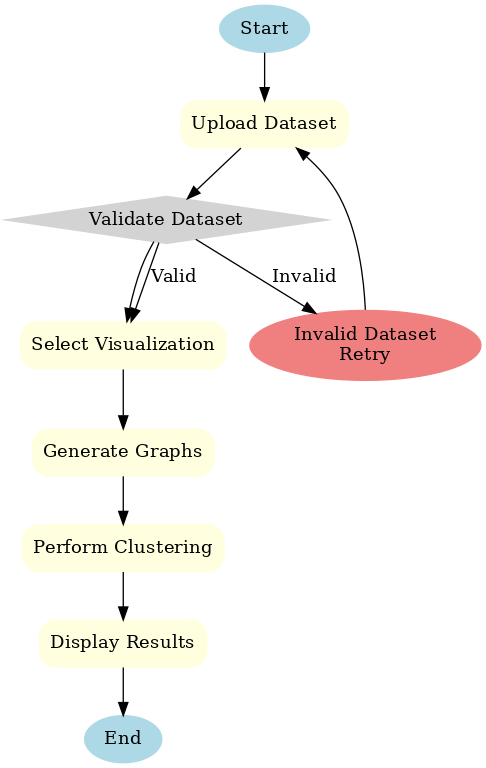 Start
Upload Dataset
Validate Dataset
Valid
Invalid
Select Visualization
Invalid Dataset
Retry
Generate Graphs
Perform Clustering
Display Results
End